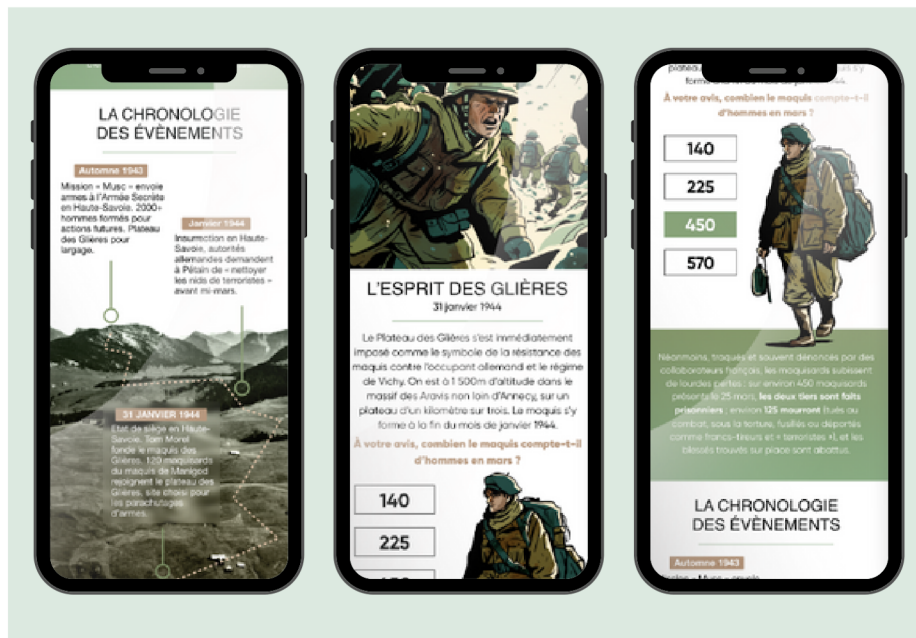 LA CHRONOLOGIE
DES ÉVÈNEMENTS
Automne 1943
Mission « Musc » envoie
armes à l'Armée Secrète
en Haute-Savoie. 2000+
hommes formés pour
actions futures. Plateau
des Glières pour
largage.
Janvier 1944
Insurrection en Haute-
Savoie, autorités
allemandes demandent
à Pétain de « nettoyer
les nids de terroristes »
avant mi-mars.
31 JANVIER 1944
Etat de siège en Haute-
Savoie. Tom Morel
fonde le maquis des
Glières. 120 maquisards
du maquis de Manigod
rejoignent le plateau des
Glières, site choisi pour
les parachutages
d'armes.
L'ESPRIT DES GLIÈRES
31 janvier 1944
Le Plateau des Glières s'est immédiatement
imposé comme le symbole de la résistance des
maquis contre l'occupant allemand et le régime
de Vichy. On est à 1 500m d'altitude dans le
massif des Aravis non loin d'Annecy, sur un
plateau d'un kilomètre sur trois. Le maquis s'y
forme à la fin du mois de janvier 1944.
À votre avis, combien le maquis compte-t-il
d'hommes en mars ?
140
225
À votre avis, combien le maquis compte-t-il
d'hommes en mars ?
140
225
450
570
Néanmoins, traqués et souvent dénoncés par des
collaborateurs français, les maquisards subissent
de lourdes pertes : sur environ 450 maquisards
présents le 25 mars, les deux tiers sont faits
prisonniers ; environ 125 mourront (tués au
combat, sous la torture, fusillés ou déportés
comme francs-tireurs et « terroristes »), et les
blessés trouvés sur place sont abattus.
LA CHRONOLOGIE
DES ÉVÈNEMENTS
Automne 1943